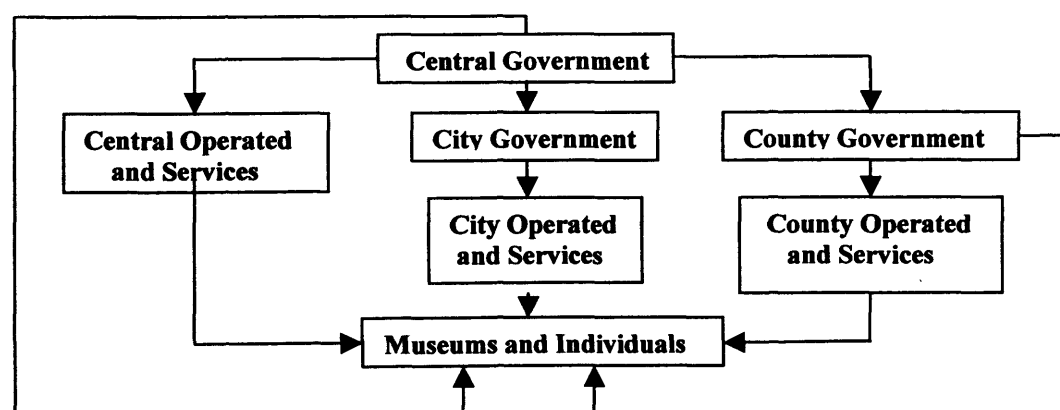 Central Government
Central Operated
and Services
City Government
County Government
City Operated
and Services
County Operated
and Services
Museums and Individuals